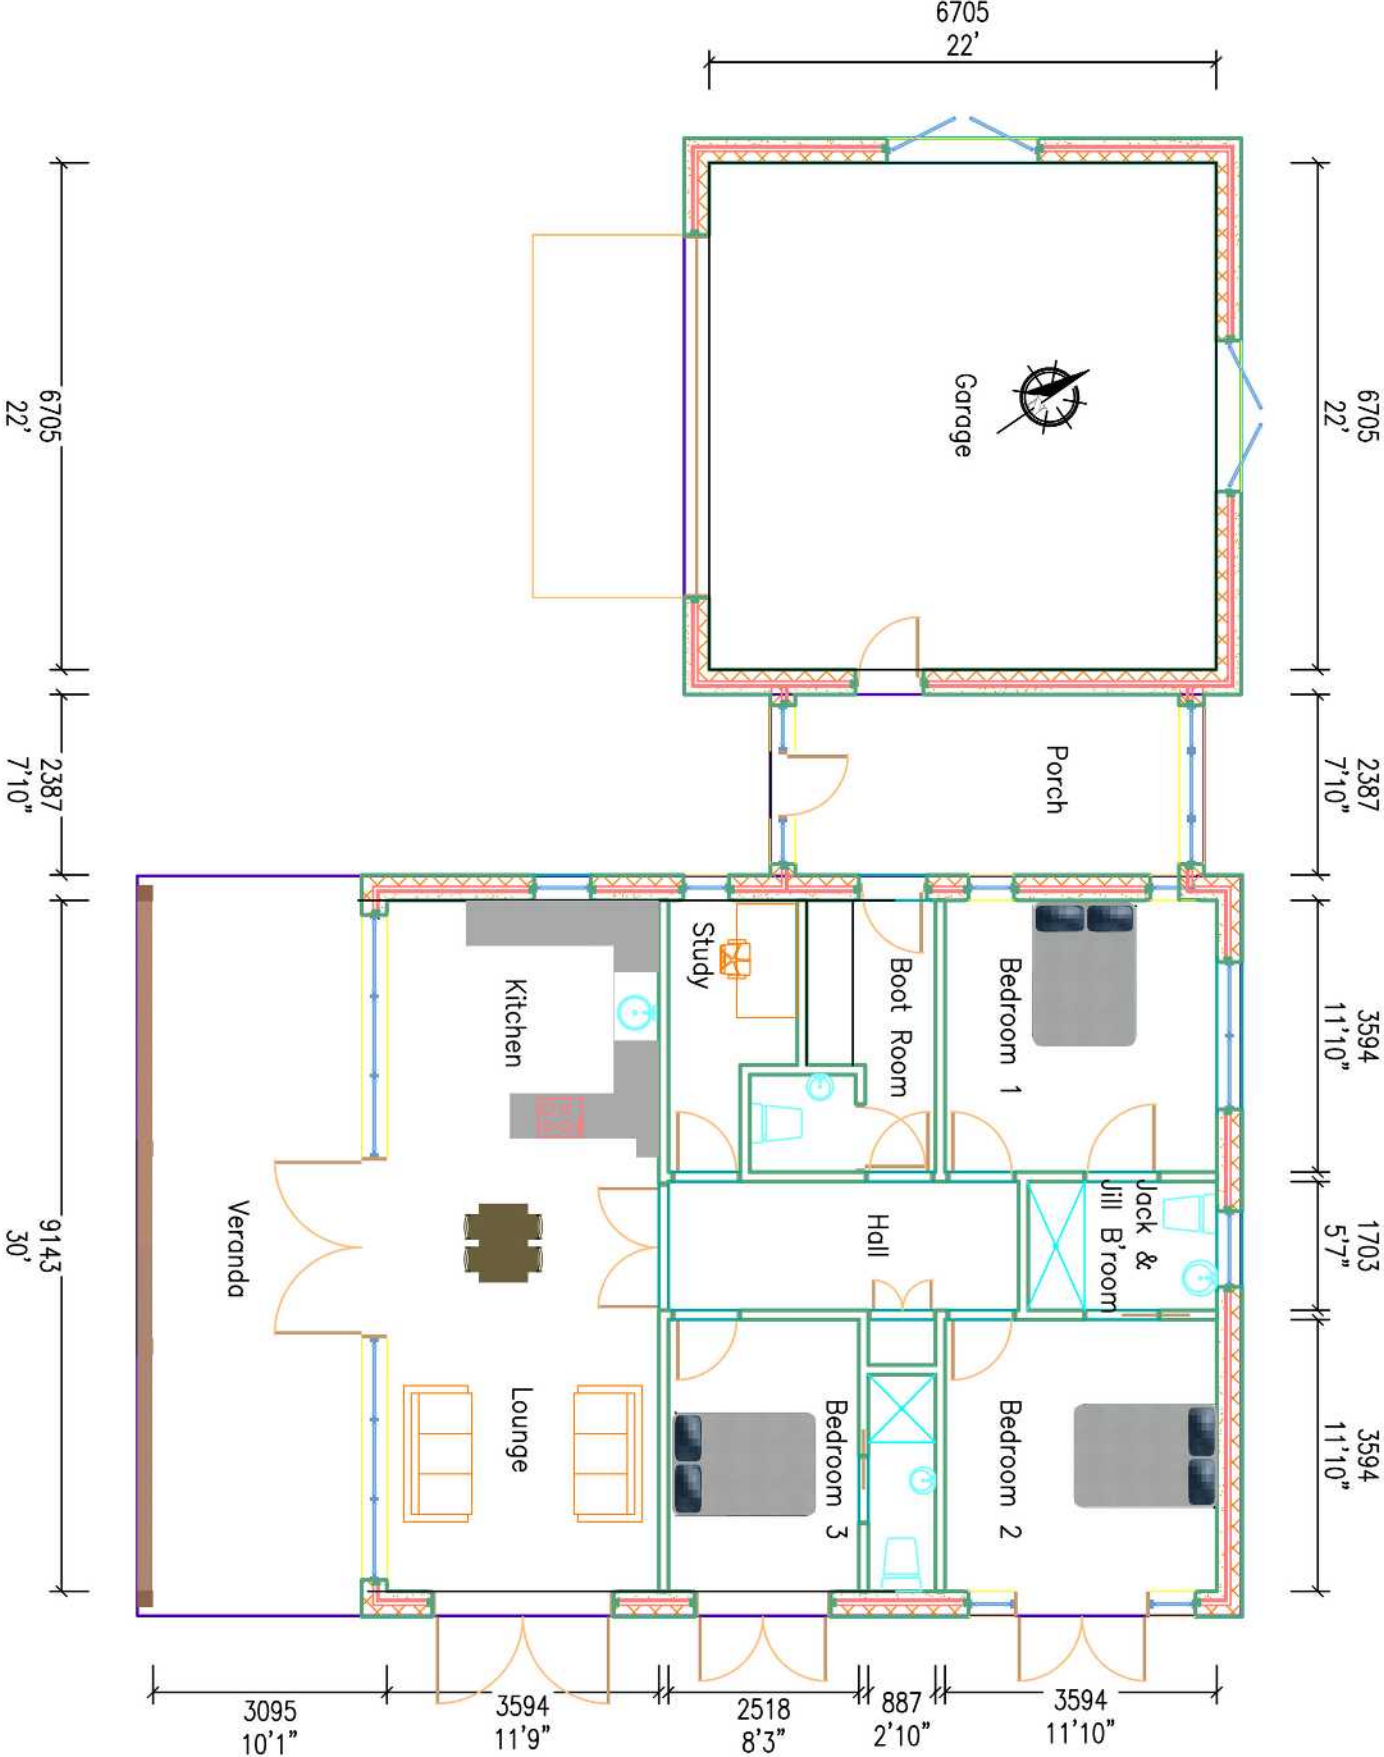 6705
22'
6705
22'
6705
22'
Garage
2387
7'10"
2387
7'10"
Porch
Study
Kitchen
Boot Room
Bedroom 1
3594
11'10"
Veranda
9143
30'
Hall
Jack &
Jill B'room
1703
5'7"
Lounge
Bedroom 3
Bedroom 2
3594
11'10"
3095
10'1"
3594
11'9"
2518
8'3"
887
2'10"
3594
11'10"